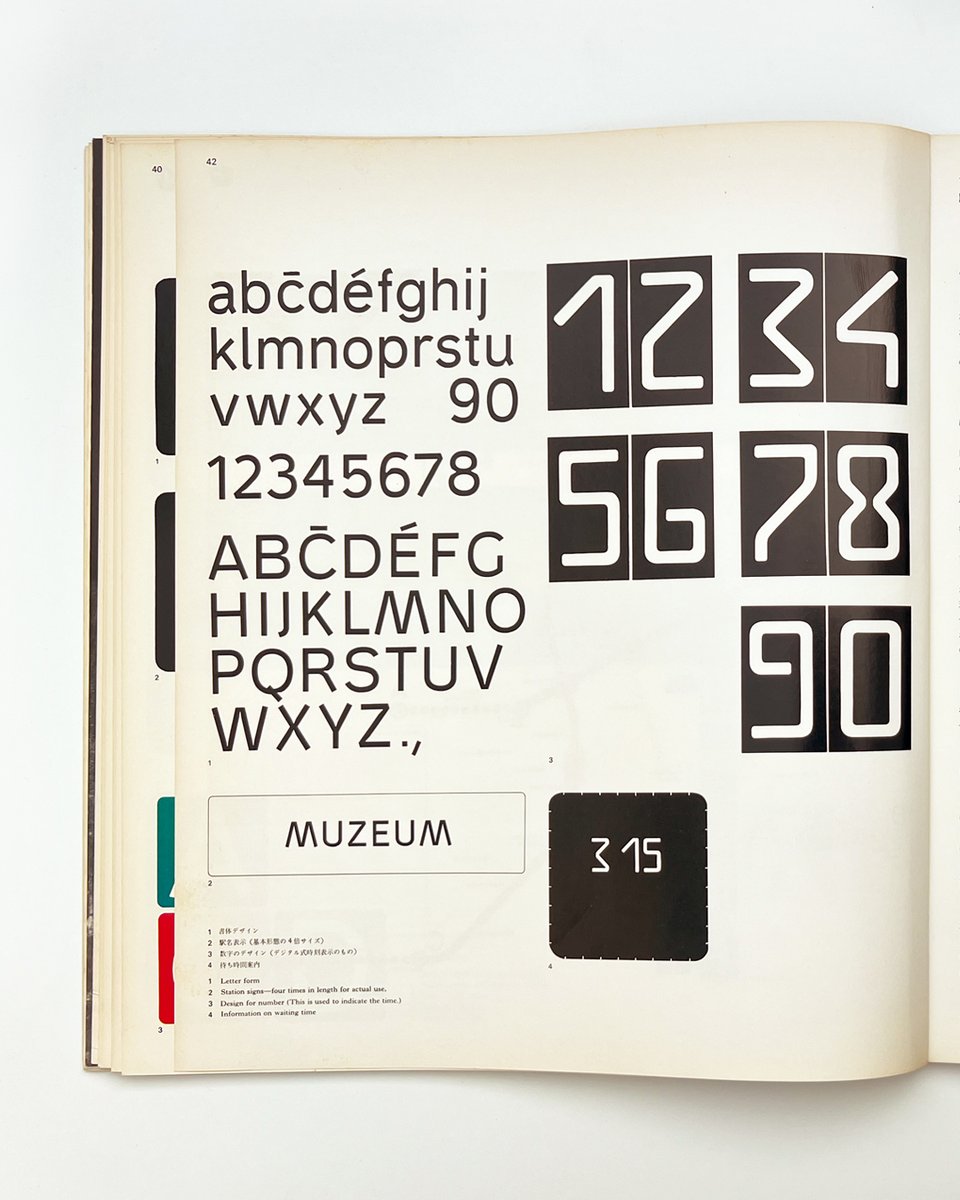 40
42
abc̄défghij
klmnoprstu
vwxyz 90
12345678
ABC̄DÉFG
HIJKLMNO
PQRSTUV
WXYZ.,
1
MUZEUM
2
1 書体デザイン
2 駅名表示(基本形態の4倍サイズ)
3 数字のデザイン(デジタル式時刻表示のもの)
4 待ち時間案内
1 Letter form
2 Station signs—four times in length for actual use.
3 Design for number (This is used to indicate the time.)
4 Information on waiting time
12 34
56 78
90
3
3 15
4
1
2
3